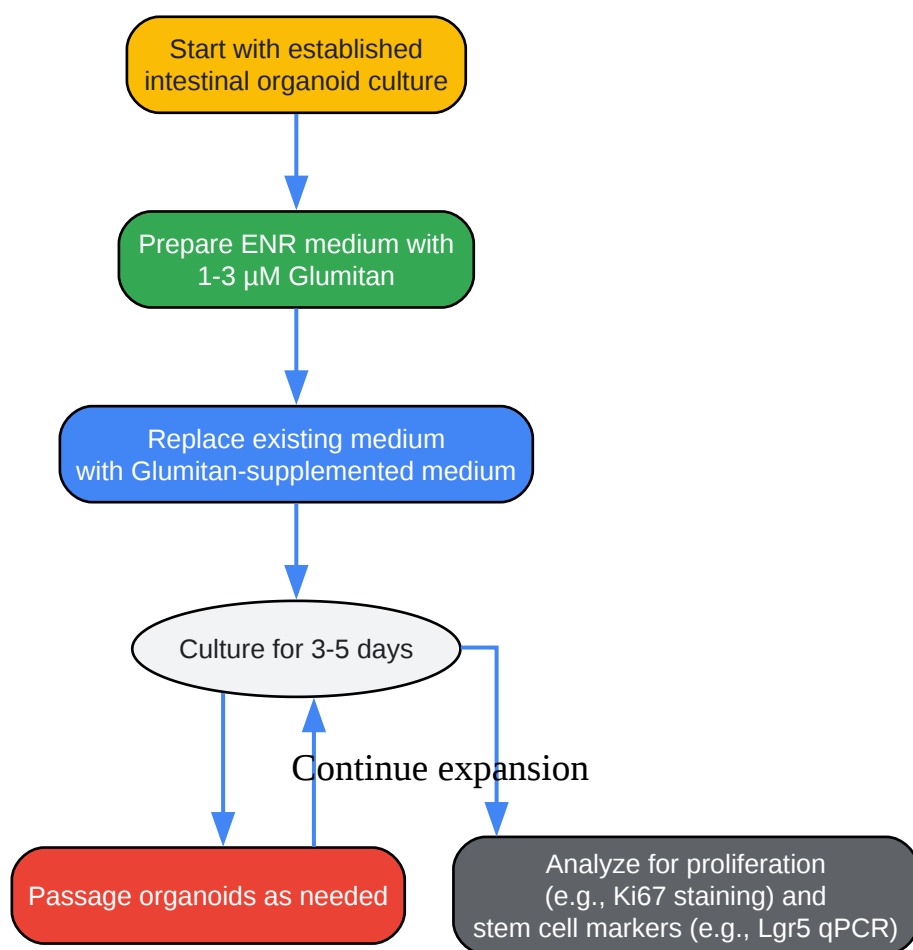 Start with established
intestinal organoid culture
Prepare ENR medium with
1-3 µM Glumitan
Replace existing medium
with Glumitan-supplemented medium
Culture for 3-5 days
Continue expansion
Passage organoids as needed
Analyze for proliferation
(e.g., Ki67 staining) and
stem cell markers (e.g., Lgr5 qPCR)